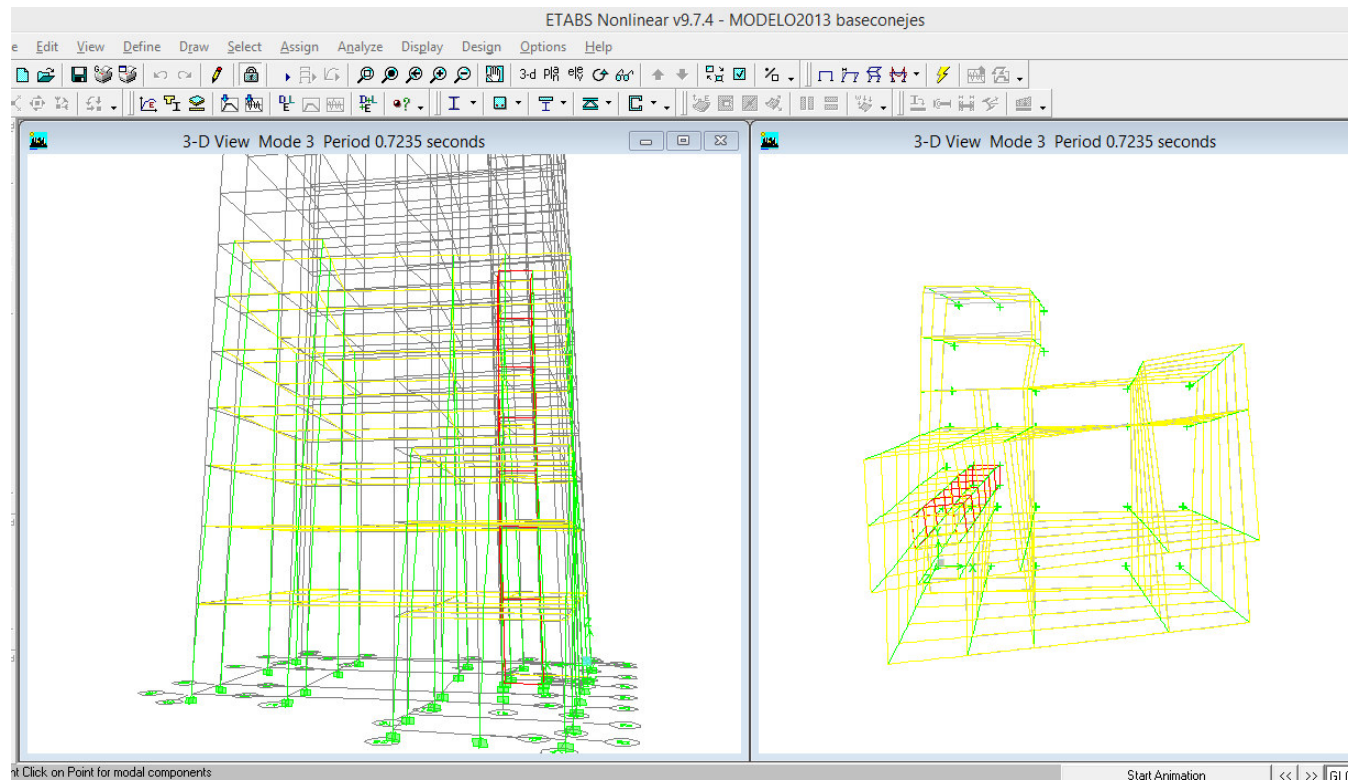 ETABS Nonlinear v9.7.4 - MODELO2013 baseconejes
e Edit View Define Draw Select Assign Analyze Display Design Options Help
3-d
3-D View Mode 3 Period 0.7235 seconds
3-D View Mode 3 Period 0.7235 seconds
X
Z
nt Click on Point for modal components
Start Animation << >> GLO